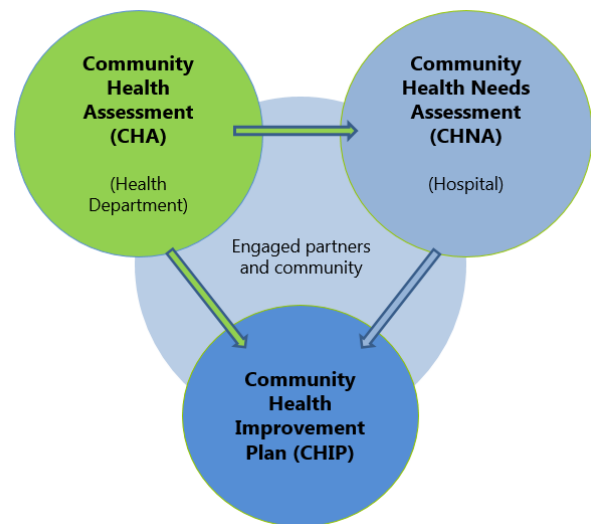 Community
Health
Assessment
(CHA)
(Health
Department)
Community
Health Needs
Assessment
(CHNA)
(Hospital)
Engaged partners
and community
Community
Health
Improvement
Plan (CHIP)